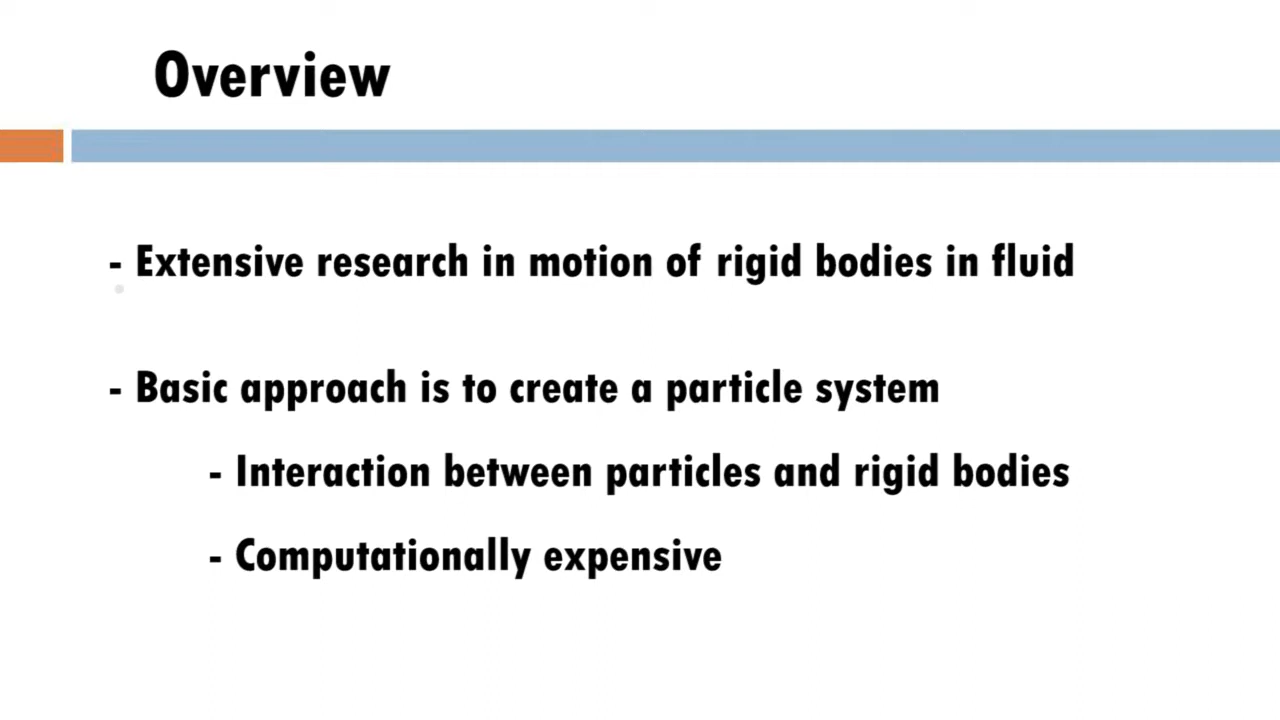 Overview
- Extensive research in motion of rigid bodies in fluid
- Basic approach is to create a particle system
- Interaction between particles and rigid bodies
- Computationally expensive